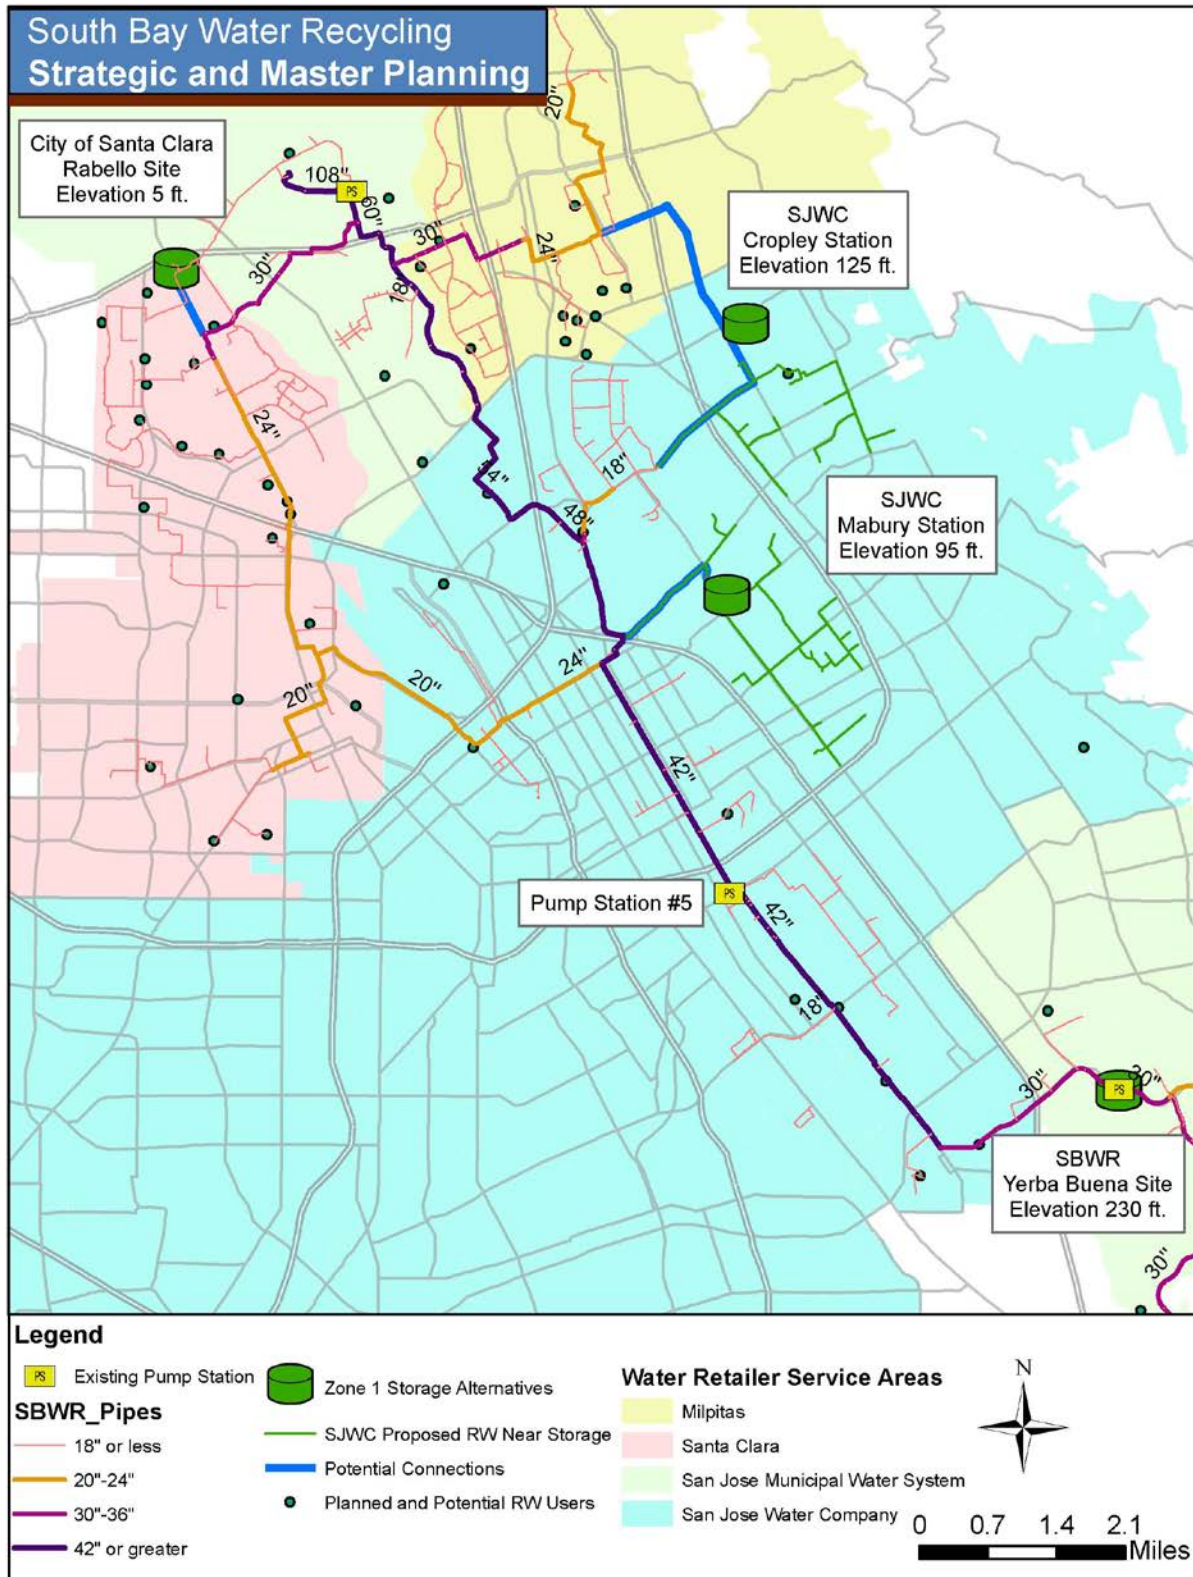 South Bay Water Recycling
Strategic and Master Planning
20"
City of Santa Clara
Rabello Site
Elevation 5 ft.
108"
PS
60"
30"
24"
30"
18"
SJWC
Cropley Station
Elevation 125 ft.
24"
18"
48"
SJWC
Mabury Station
Elevation 95 ft.
24"
20"
20"
42"
Pump Station #5
PS
42"
18"
30"
PS
30"
SBWR
Yerba Buena Site
Elevation 230 ft.
30"
Legend
PS Existing Pump Station
SBWR_Pipes
18" or less
20"-24"
30"-36"
42" or greater
Zone 1 Storage Alternatives
SJWC Proposed RW Near Storage
Potential Connections
Planned and Potential RW Users
Water Retailer Service Areas
Milpitas
Santa Clara
San Jose Municipal Water System
San Jose Water Company
N
0 0.7 1.4 2.1
Miles